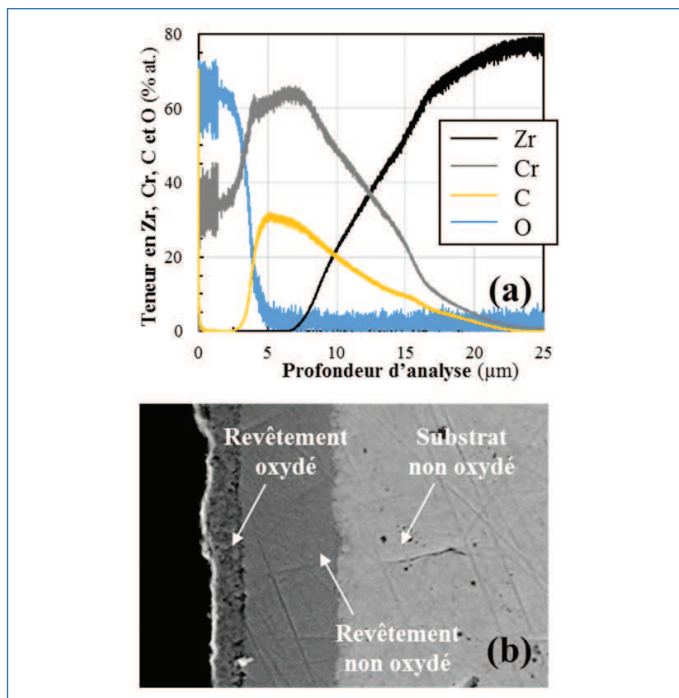 Teneur en Zr, Cr, C et O (% at.)
80
60
40
20
0
Zr
Cr
C
O
(a)
0
5
10
15
20
25
Profondeur d'analyse (µm)
Revêtement
oxydé
Substrat
non oxydé
Revêtement
non oxydé
(b)